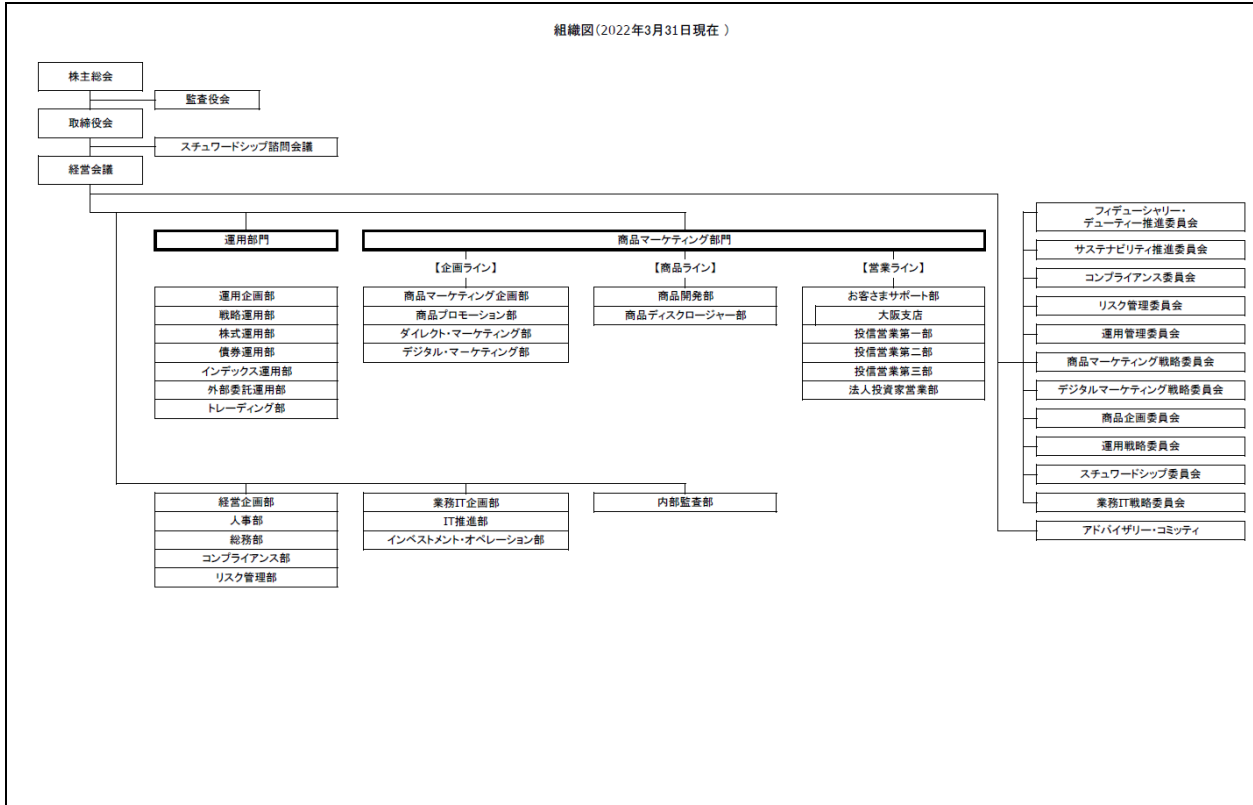 組織図(2022年3月31日現在 )
株主総会
監査役会
取締役会
スチュワードシップ諮問会議
経営会議
運用部門
商品マーケティング部門
【企画ライン】
【商品ライン】
【営業ライン】
運用企画部
戦略運用部
株式運用部
債券運用部
インデックス運用部
外部委託運用部
トレーディング部
商品マーケティング企画部
商品プロモーション部
ダイレクト・マーケティング部
デジタル・マーケティング部
商品開発部
商品ディスクロージャー部
お客さまサポート部
大阪支店
投信営業第一部
投信営業第二部
投信営業第三部
法人投資家営業部
経営企画部
人事部
総務部
コンプライアンス部
リスク管理部
業務IT企画部
IT推進部
インベストメント・オペレーション部
内部監査部
フィデューシャリー・
デューティー推進委員会
サステナビリティ推進委員会
コンプライアンス委員会
リスク管理委員会
運用管理委員会
商品マーケティング戦略委員会
デジタルマーケティング戦略委員会
商品企画委員会
運用戦略委員会
スチュワードシップ委員会
業務IT戦略委員会
アドバイザリー・コミッティ